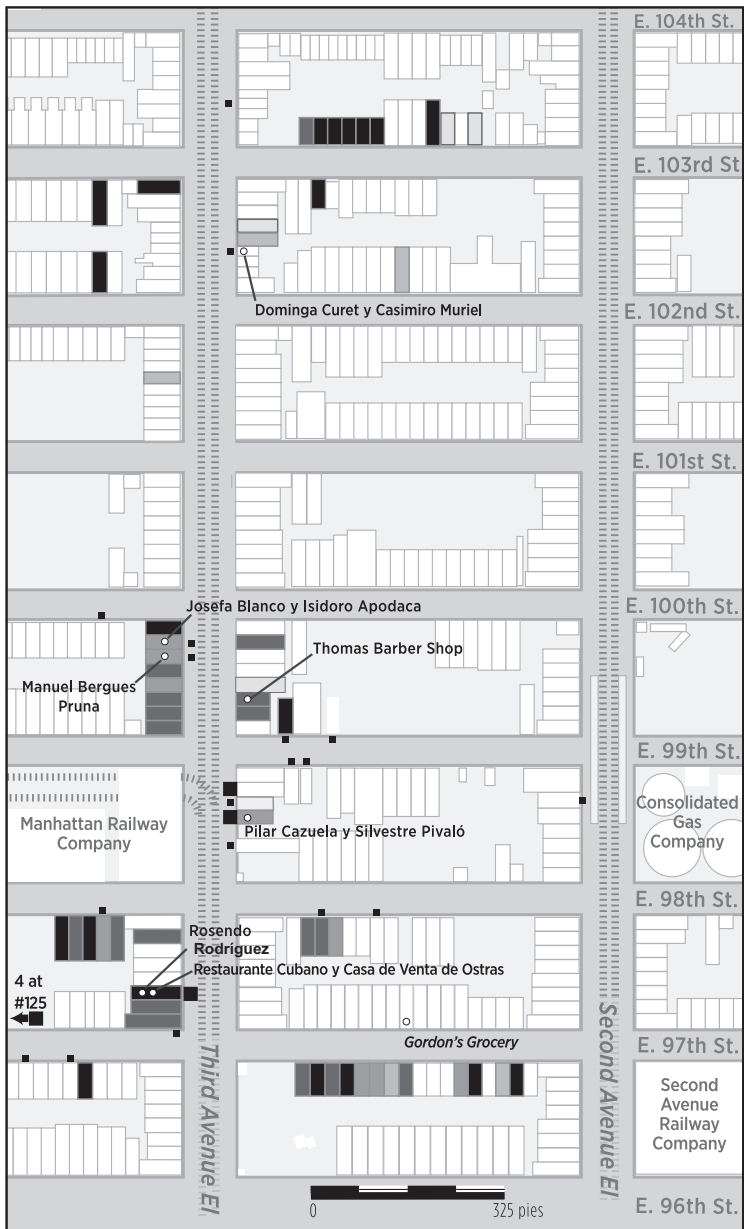 E. 104th St.
E. 103rd St.
Dominga Curet y Casimiro Muriel
E. 102nd St.
E. 101st St.
Josefa Blanco y Isidoro Apodaca
E. 100th St.
Thomas Barber Shop
Manuel Bergues
Pruna
E. 99th St.
Manhattan Railway
Company
Pilar Cazuela y Silvestre Pivaló
Consolidated
Gas
Company
E. 98th St.
Rosendo
Rodríguez
Restaurante Cubano y Casa de Venta de Ostras
4 at
#125
Gordon's Grocery
E. 97th St.
Third Avenue El
Second Avenue El
Second
Avenue
Railway
Company
0
325 pies
E. 96th St.